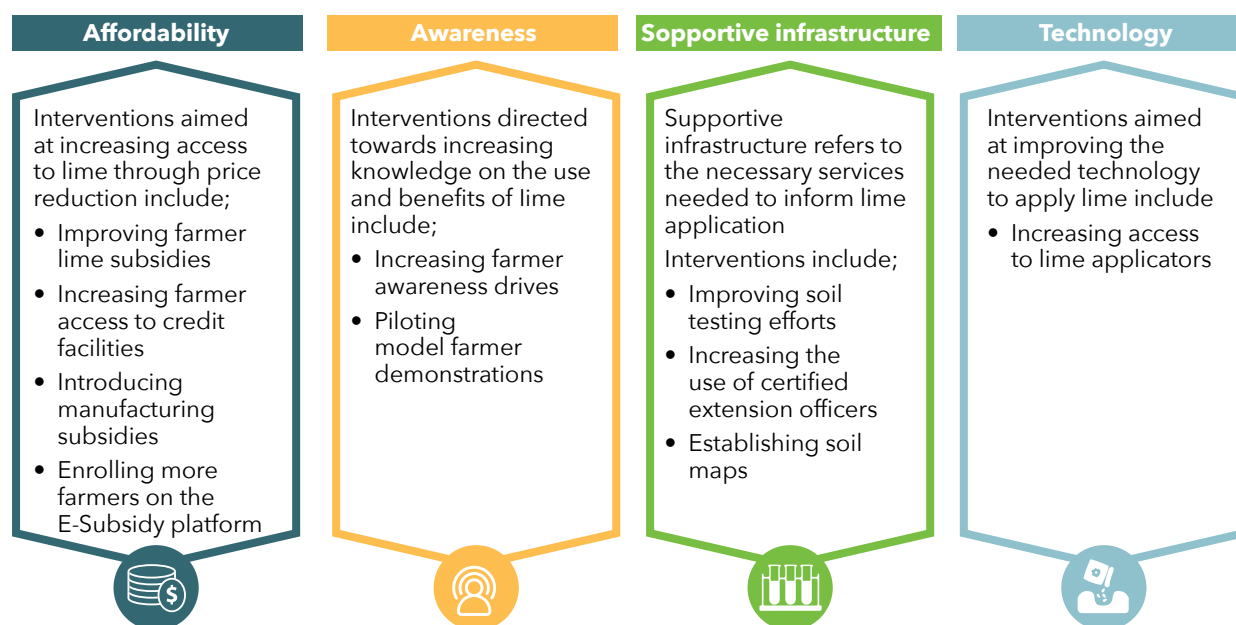 Affordability
Interventions aimed
at increasing access
to lime through price
reduction include;
• Improving farmer
lime subsidies
• Increasing farmer
access to credit
facilities
• Introducing
manufacturing
subsidies
• Enrolling more
farmers on the
E-Subsidy platform
$
Awareness
Interventions directed
towards increasing
knowledge on the use
and benefits of lime
include;
• Increasing farmer
awareness drives
• Piloting
model farmer
demonstrations
Sopportive infrastructure
Supportive
infrastructure refers to
the necessary services
needed to inform lime
application
Interventions include;
• Improving soil
testing efforts
• Increasing the
use of certified
extension officers
• Establishing soil
maps
Technology
Interventions aimed
at improving the
needed technology
to apply lime include
• Increasing access
to lime applicators